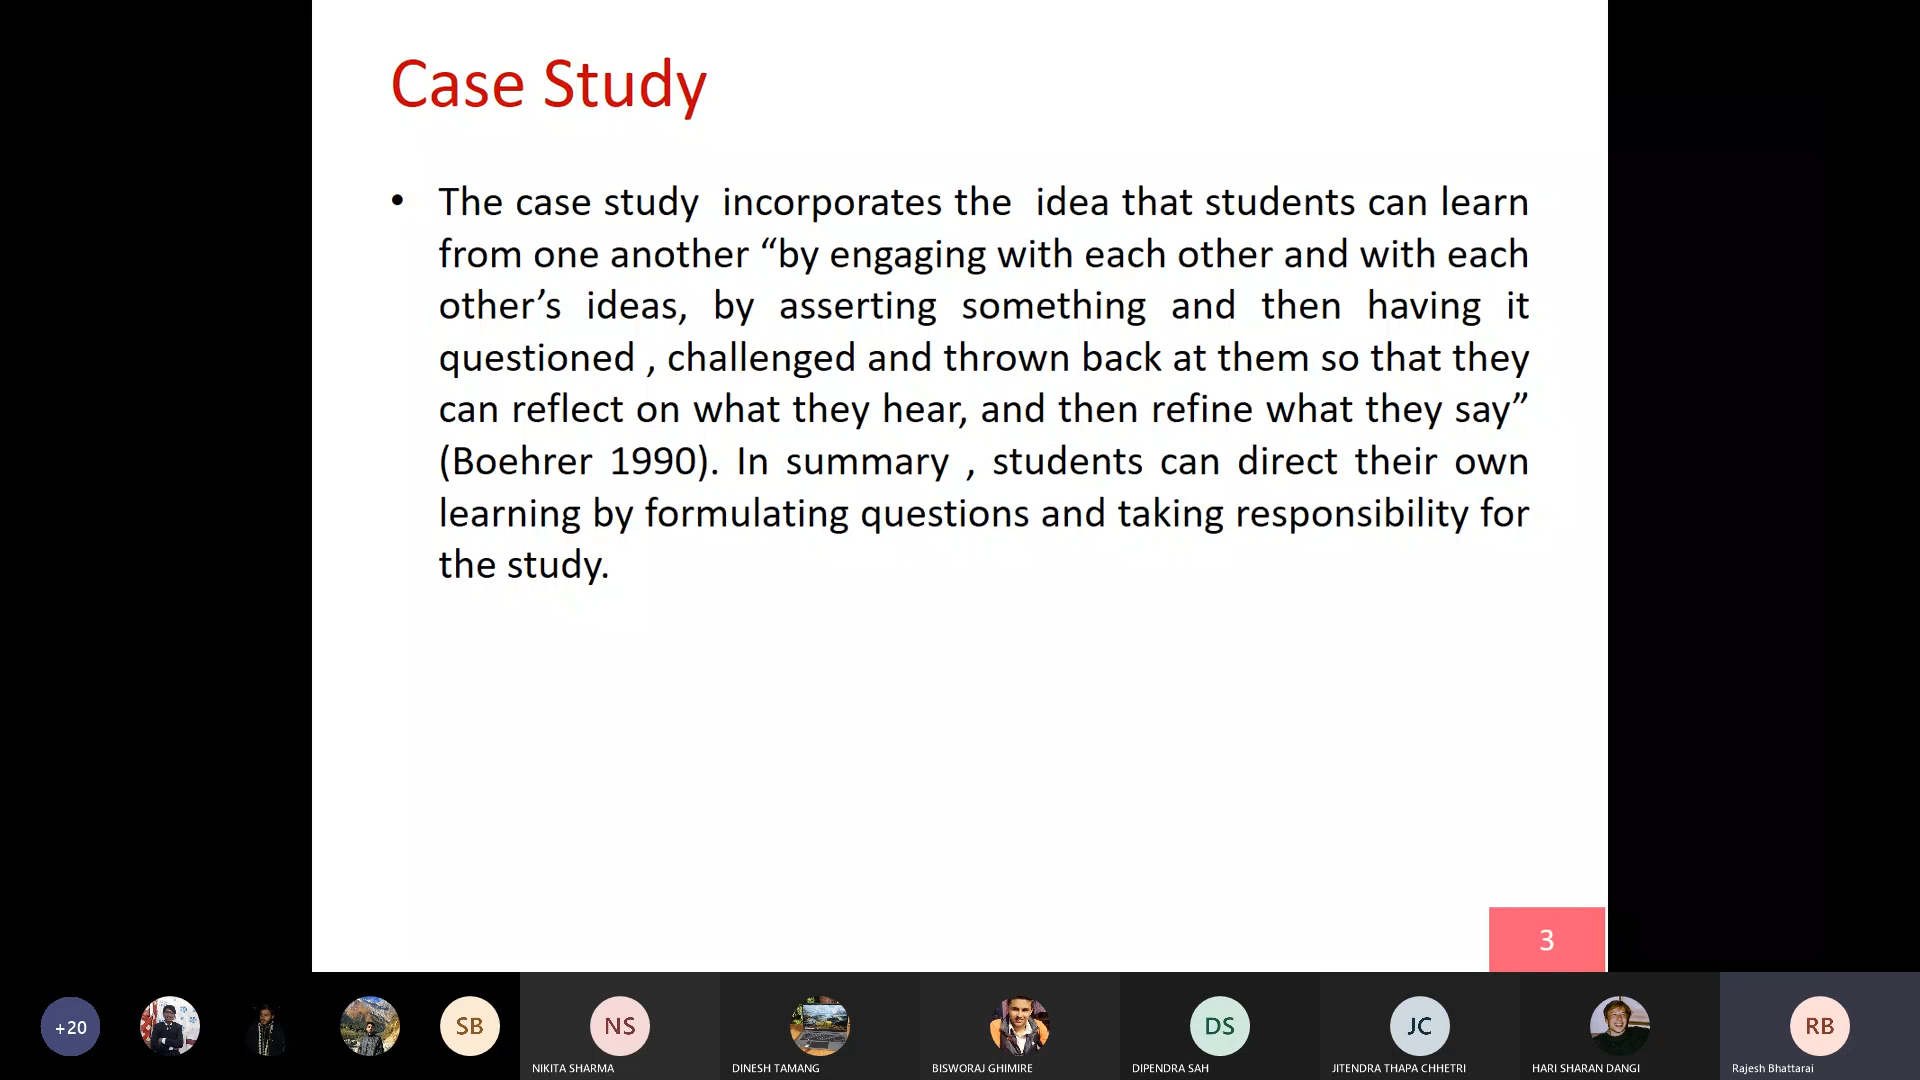 Case Study
• The case study incorporates the idea that students can learn
from one another “by engaging with each other and with each
other’s ideas, by asserting something and then having it
questioned , challenged and thrown back at them so that they
can reflect on what they hear, and then refine what they say”
(Boehrer 1990). In summary , students can direct their own
learning by formulating questions and taking responsibility for
the study.
3
+20
SB
NS
DS
JC
RB
NIKITA SHARMA
DINESH TAMANG
BISWORAJ GHIMIRE
DIPENDRA SAH
JITENDRA THAPA CHHETRI
HARI SHARAN DANGI
Rajesh Bhattarai